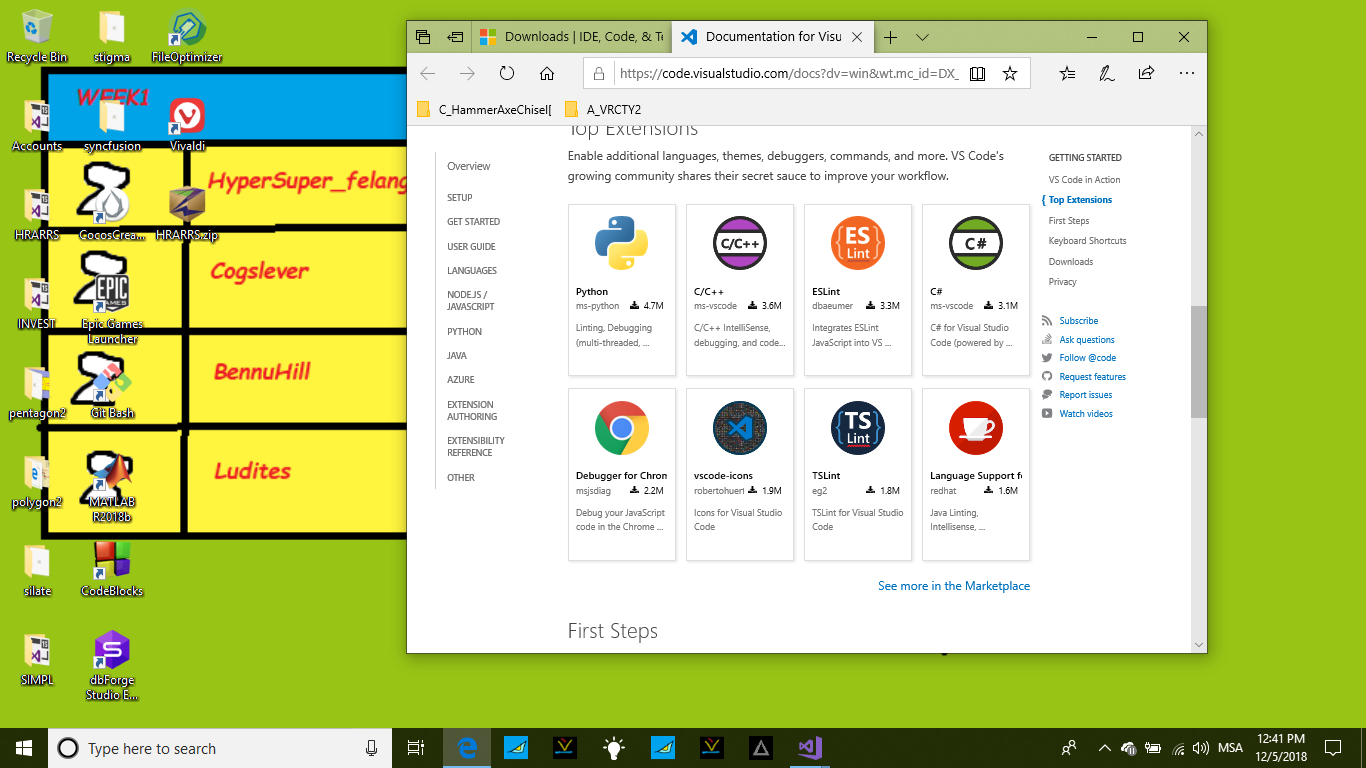 Recycle Bin
stigma
FileOptimizer
WEEK1
Accounts
syncfusion
Vivaldi
HyperSuper_felang
HRARRS
CocosCrea...
HRARRS.zip
Cogslever
INVEST
Epic Games
Launcher
BennuHill
pentagon2
Git Bash
Ludites
polygon2
MATLAB
R2018b
silate
CodeBlocks
SIMPL
dbForge
Studio E...
Downloads | IDE, Code, & Te
Documentation for Visu
https://code.visualstudio.com/docs?dv=win&wt.mc_id=DX_
C_HammerAxeChisel[
A_VRCTY2
Overview
SETUP
GET STARTED
USER GUIDE
LANGUAGES
NODE.JS /
JAVASCRIPT
PYTHON
JAVA
AZURE
EXTENSION
AUTHORING
EXTENSIBILITY
REFERENCE
OTHER
Top Extensions
Enable additional languages, themes, debuggers, commands, and more. VS Code's
growing community shares their secret sauce to improve your workflow.
Python
ms-python 4.7M
Linting, Debugging
(multi-threaded, ...
C/C++
C/C++
ms-vscode 3.6M
C/C++ IntelliSense,
debugging, and code...
ES
Lint
ESLint
dbaeumer 3.3M
Integrates ESLint
JavaScript into VS ...
C#
C#
ms-vscode 3.1M
C# for Visual Studio
Code (powered by ...
Debugger for Chrom
msjsdiag 2.2M
Debug your JavaScript
code in the Chrome ...
vscode-icons
robertohuert 1.9M
Icons for Visual Studio
Code
TS
Lint
TSLint
eg2 1.8M
TSLint for Visual Studio
Code
Language Support fo
redhat 1.6M
Java Linting,
Intellisense, ...
See more in the Marketplace
First Steps
GETTING STARTED
VS Code in Action
Top Extensions
First Steps
Keyboard Shortcuts
Downloads
Privacy
Subscribe
Ask questions
Follow @code
Request features
Report issues
Watch videos
Type here to search
MSA
12:41 PM
12/5/2018